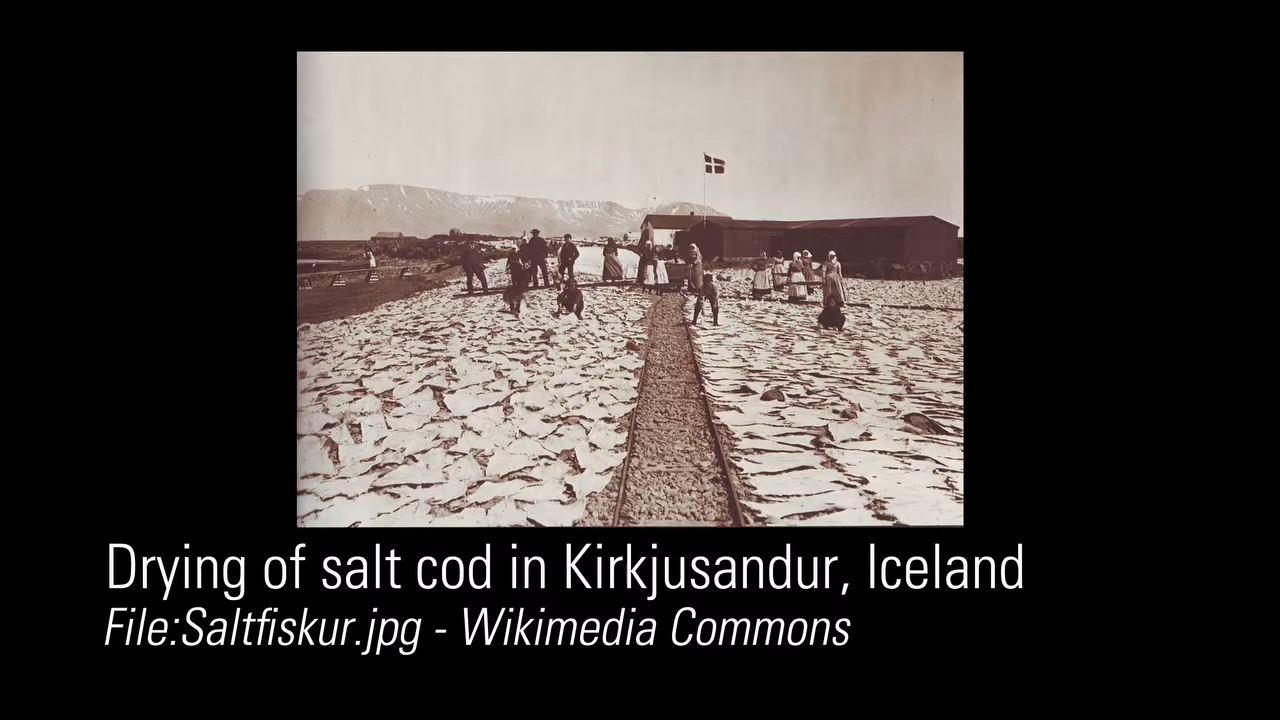 Drying of salt cod in Kirkjusandur, Iceland
File:Saltfiskur.jpg - Wikimedia Commons